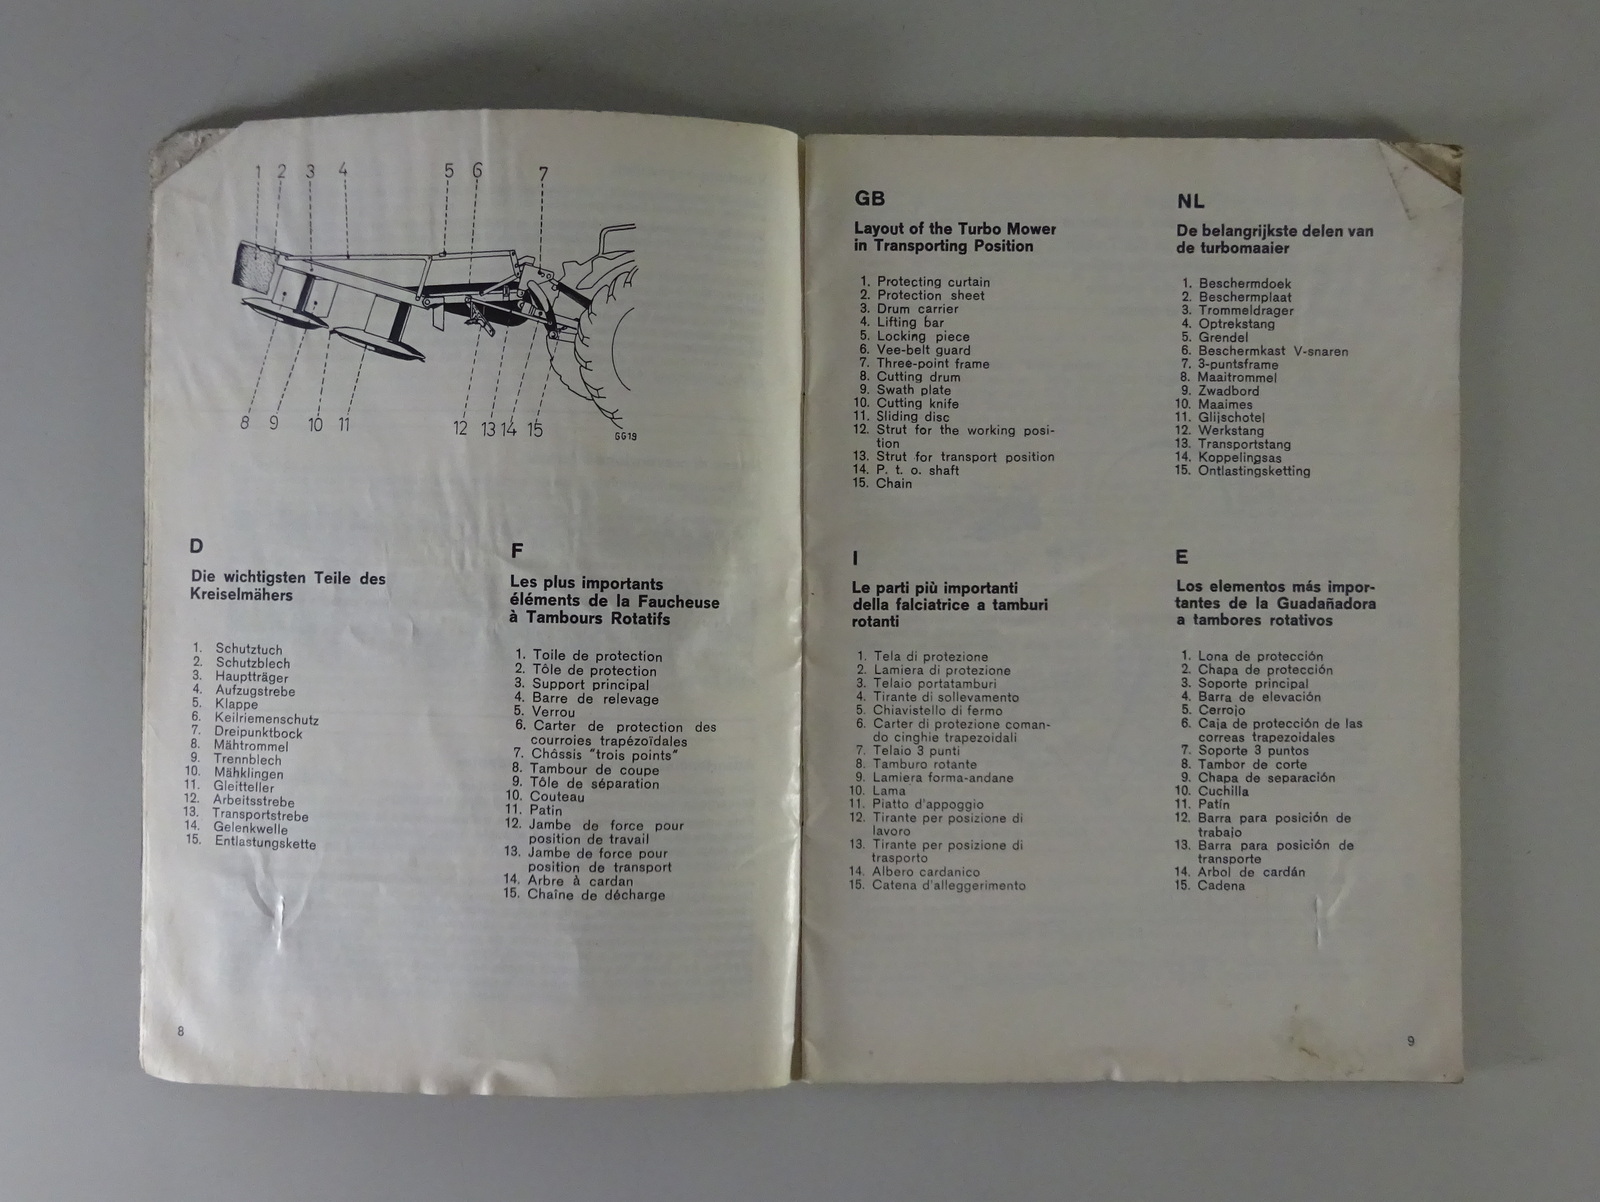 1 2 3 4 5 6 7
8 9 10 11 12 13 14 15
GG19
D
Die wichtigsten Teile des
Kreiselmähers
1. Schutztuch
2. Schutzblech
3. Hauptträger
4. Aufzugstrebe
5. Klappe
6. Keilriemenschutz
7. Dreipunktbock
8. Mähtrommel
9. Trennblech
10. Mähklingen
11. Gleitteller
12. Arbeitsstrebe
13. Transportstrebe
14. Gelenkwelle
15. Entlastungskette
F
Les plus importants
éléments de la Faucheuse
à Tambours Rotatifs
1. Toile de protection
2. Tôle de protection
3. Support principal
4. Barre de relevage
5. Verrou
6. Carter de protection des
courroies trapézoïdales
7. Châssis "trois points"
8. Tambour de coupe
9. Tôle de séparation
10. Couteau
11. Patin
12. Jambe de force pour
position de travail
13. Jambe de force pour
position de transport
14. Arbre à cardan
15. Chaîne de décharge
8
GB
Layout of the Turbo Mower
in Transporting Position
1. Protecting curtain
2. Protection sheet
3. Drum carrier
4. Lifting bar
5. Locking piece
6. Vee-belt guard
7. Three-point frame
8. Cutting drum
9. Swath plate
10. Cutting knife
11. Sliding disc
12. Strut for the working posi-
tion
13. Strut for transport position
14. P. t. o. shaft
15. Chain
NL
De belangrijkste delen van
de turbomaaier
1. Beschermdoek
2. Beschermplaat
3. Trommeldrager
4. Optrekstang
5. Grendel
6. Beschermkast V-snaren
7. 3-puntsframe
8. Maaitrommel
9. Zwadbord
10. Maaimes
11. Glijschotel
12. Werkstang
13. Transportstang
14. Koppelingsas
15. Ontlastingsketting
I
Le parti più importanti
della falciatrice a tamburi
rotanti
1. Tela di protezione
2. Lamiera di protezione
3. Telaio portatamburi
4. Tirante di sollevamento
5. Chiavistello di fermo
6. Carter di protezione coman-
do cinghie trapezoidali
7. Telaio 3 punti
8. Tamburo rotante
9. Lamiera forma-andane
10. Lama
11. Piatto d'appoggio
12. Tirante per posizione di
lavoro
13. Tirante per posizione di
trasporto
14. Albero cardanico
15. Catena d'alleggerimento
E
Los elementos más impor-
tantes de la Guadañadora
a tambores rotativos
1. Lona de protección
2. Chapa de protección
3. Soporte principal
4. Barra de elevación
5. Cerrojo
6. Caja de protección de las
correas trapezoidales
7. Soporte 3 puntos
8. Tambor de corte
9. Chapa de separación
10. Cuchilla
11. Patín
12. Barra para posición de
trabajo
13. Barra para posición de
transporte
14. Arbol de cardán
15. Cadena
9